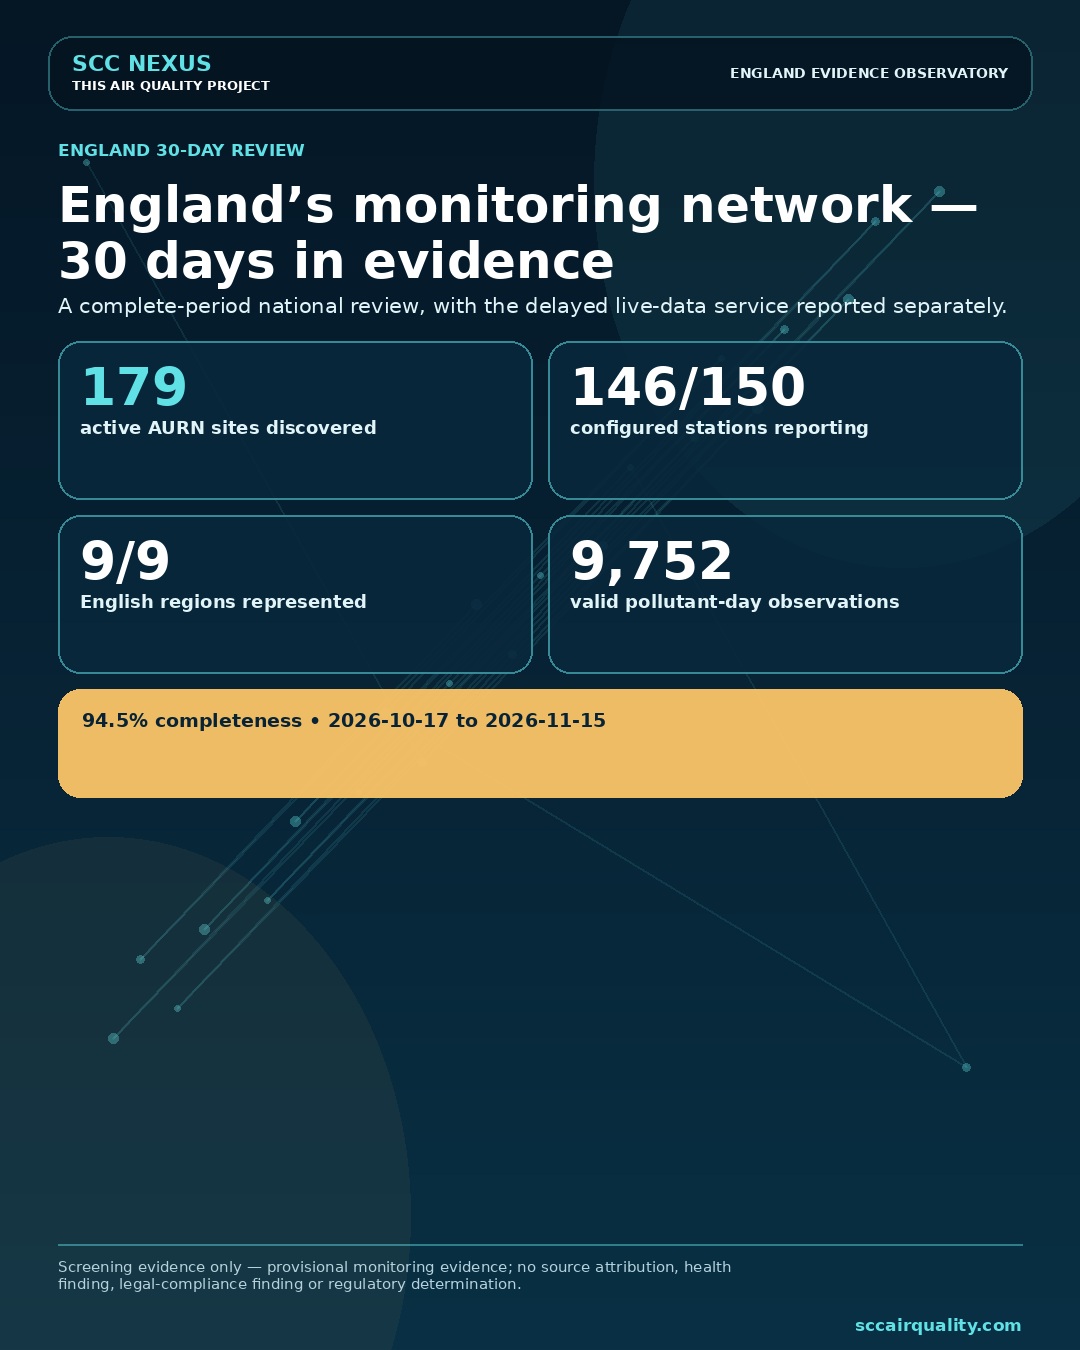 SCC NEXUS
THIS AIR QUALITY PROJECT
ENGLAND EVIDENCE OBSERVATORY
ENGLAND 30-DAY REVIEW
England’s monitoring network —
30 days in evidence
A complete-period national review, with the delayed live-data service reported separately.
179
active AURN sites discovered
146/150
configured stations reporting
9/9
English regions represented
9,752
valid pollutant-day observations
94.5% completeness • 2026-10-17 to 2026-11-15
Screening evidence only — provisional monitoring evidence; no source attribution, health
finding, legal-compliance finding or regulatory determination.
sccairquality.com